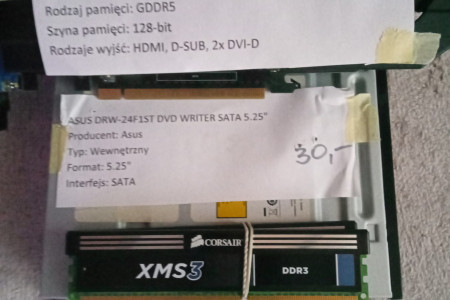 Rodzaj pamięci: GDDR5
Szyna pamięci: 128-bit
Rodzaje wyjść: HDMI, D-SUB, 2x DVI-D
ASUS DRW-24F1ST DVD WRITER SATA 5.25"
Producent: Asus
Typ: Wewnętrzny
Format: 5.25"
Interfejs: SATA
30,-
CORSAIR
XMS3
DDR3